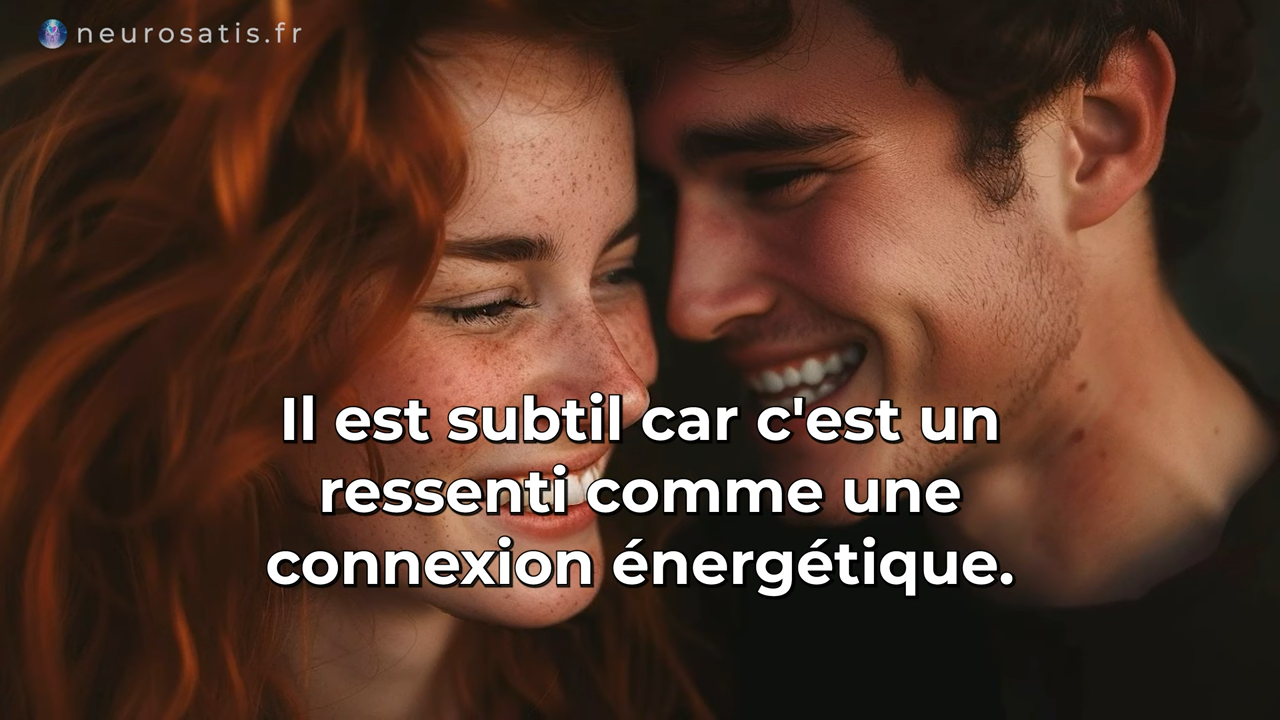 neurosatis.fr
Il est subtil car c'est un
ressenti comme une
connexion énergétique.